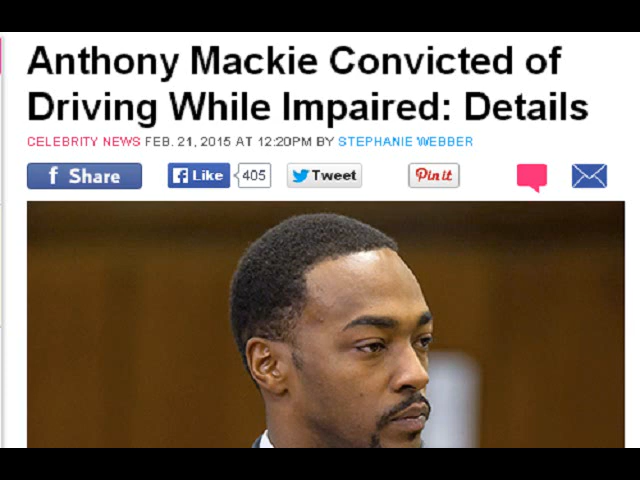 Anthony Mackie Convicted of
Driving While Impaired: Details
CELEBRITY NEWS FEB. 21, 2015 AT 12:20PM BY STEPHANIE WEBBER
f Share
f Like 405
Tweet
Pin it